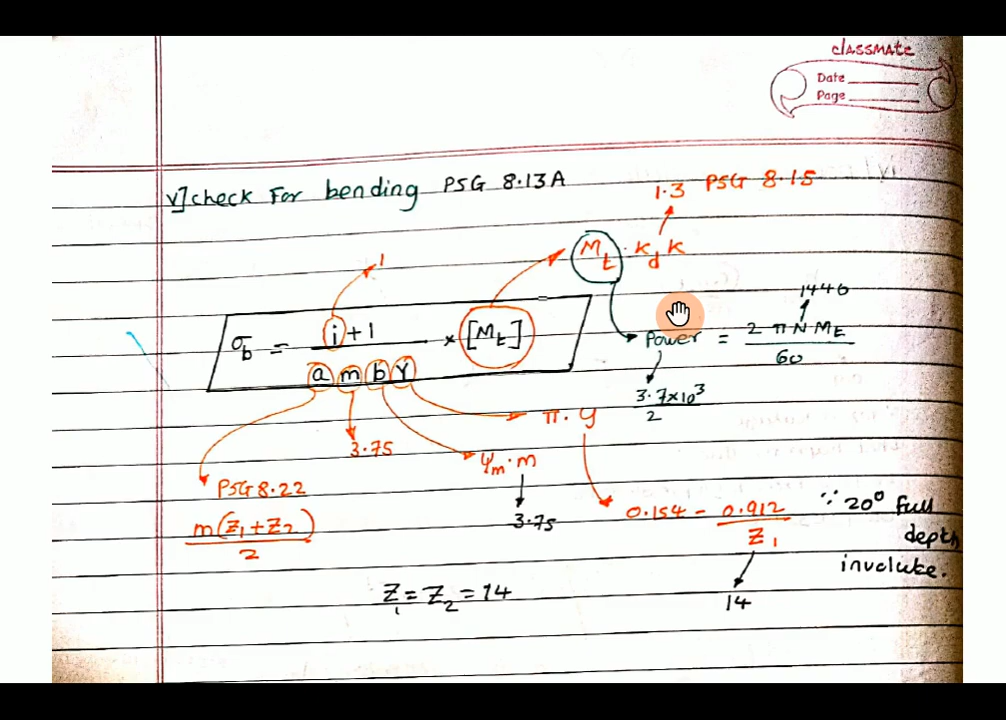 classmate
Date
Page
V] check For bending PSG 8.13A
1.3 PSG 8.15
1
Mt . kd k
1440
σb = i + 1 / a m b Y × [Mt]
Power = 2 π N Mt / 60
3.7×10³ / 2
π . y
3.75
ψm . m
PSG 8.22
3.75
0.154 - 0.912 / Z1
∵ 20° full depth involute.
m(Z1+Z2) / 2
Z1 = Z2 = 14
14